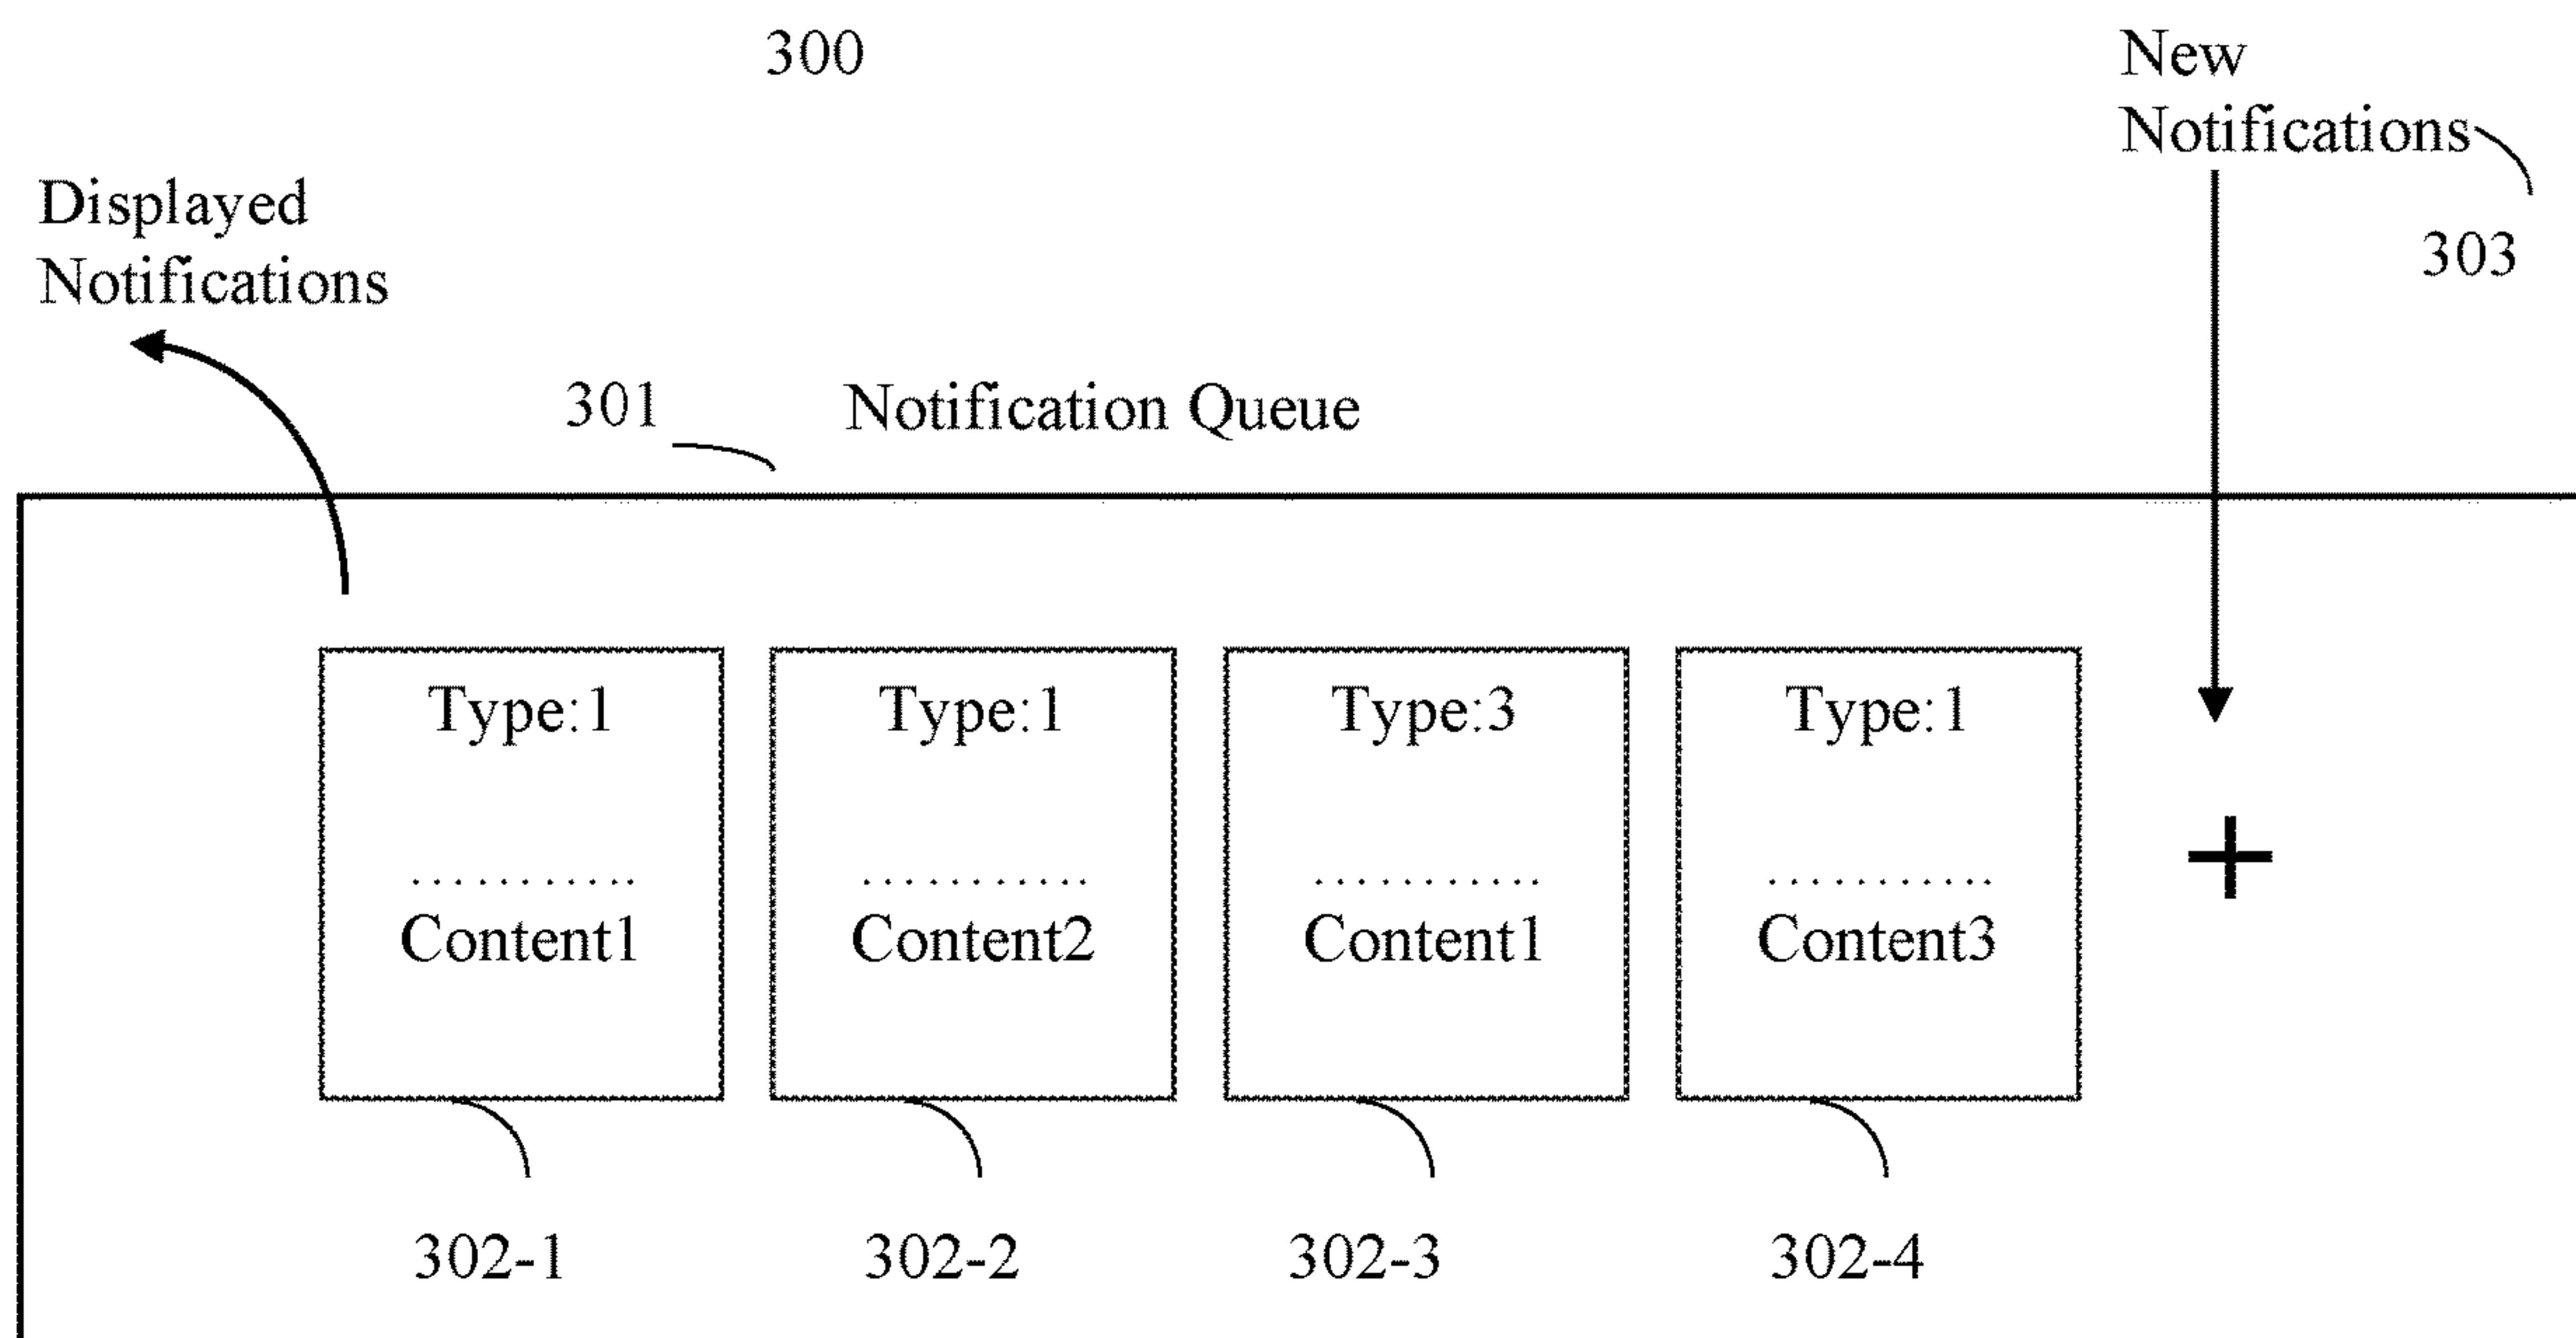 300
New
Notifications
303
Displayed
Notifications
301
Notification Queue
Type:1
...........
Content1
Type:1
...........
Content2
Type:3
...........
Content1
Type:1
...........
Content3
+
302-1
302-2
302-3
302-4